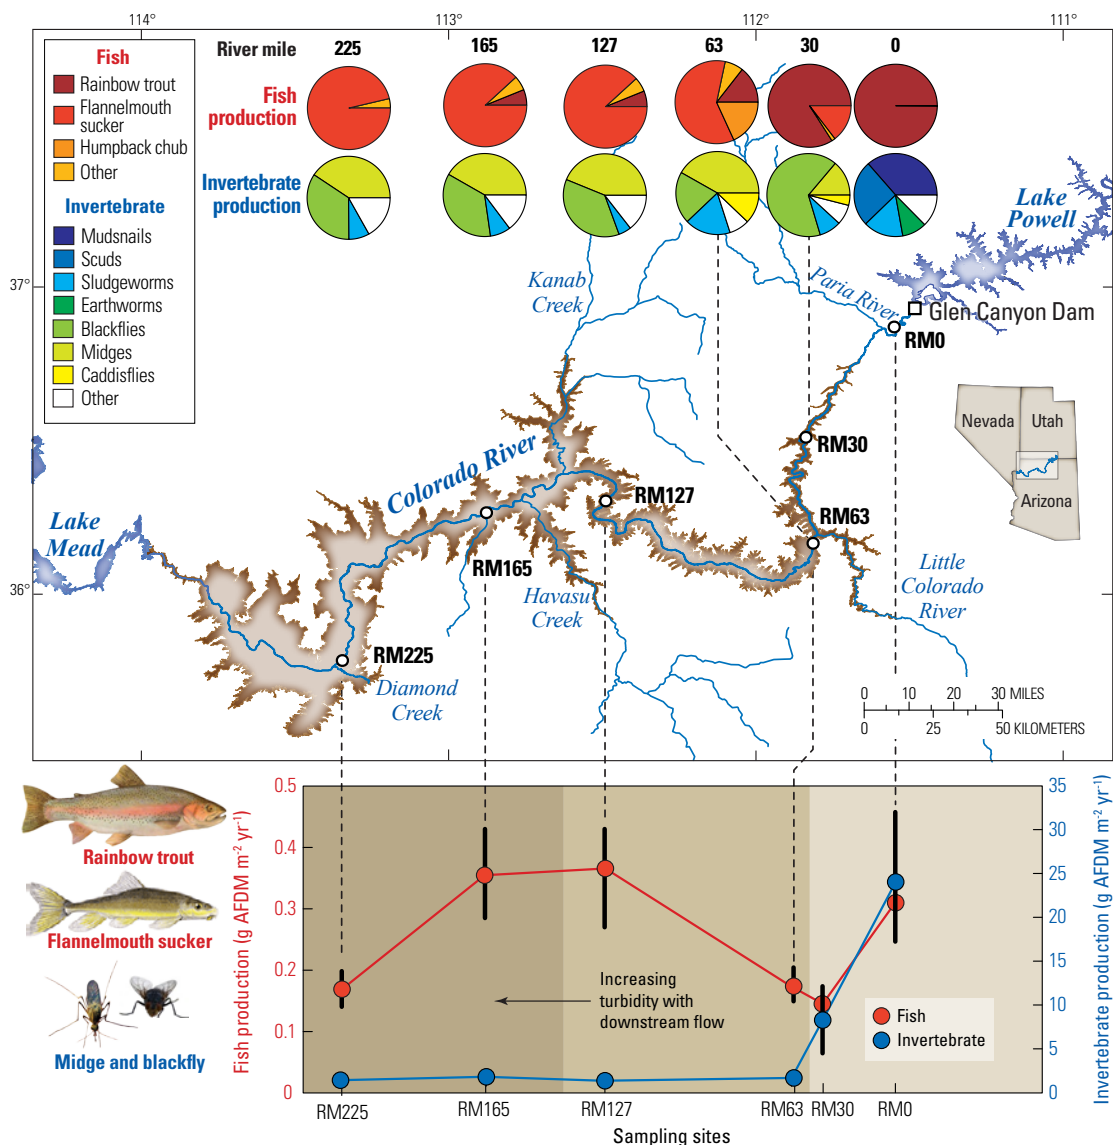 114°
113°
112°
111°
River mile
225
165
127
63
30
0
Fish
Rainbow trout
Flannelmouth
sucker
Humpback chub
Other
Invertebrate
Mudsnails
Scuds
Sludgeworms
Earthworms
Blackflies
Midges
Caddisflies
Other
Fish
production
Invertebrate
production
Lake
Powell
37°
Kanab
Creek
Paria River
Glen Canyon Dam
RM0
Nevada
Utah
Arizona
RM30
Colorado River
RM127
RM63
Lake
Mead
RM165
Havasu
Creek
Little
Colorado
River
36°
RM225
Diamond
Creek
0 10 20 30 MILES
0 25 50 KILOMETERS
Rainbow trout
Flannelmouth sucker
Midge and blackfly
Fish production (g AFDM m-2 yr-1)
0.5
0.4
0.3
0.2
0.1
0
Increasing
turbidity with
downstream flow
Fish
Invertebrate
35
30
25
20
15
10
5
0
Invertebrate production (g AFDM m-2 yr-1)
RM225
RM165
RM127
RM63
RM30
RM0
Sampling sites